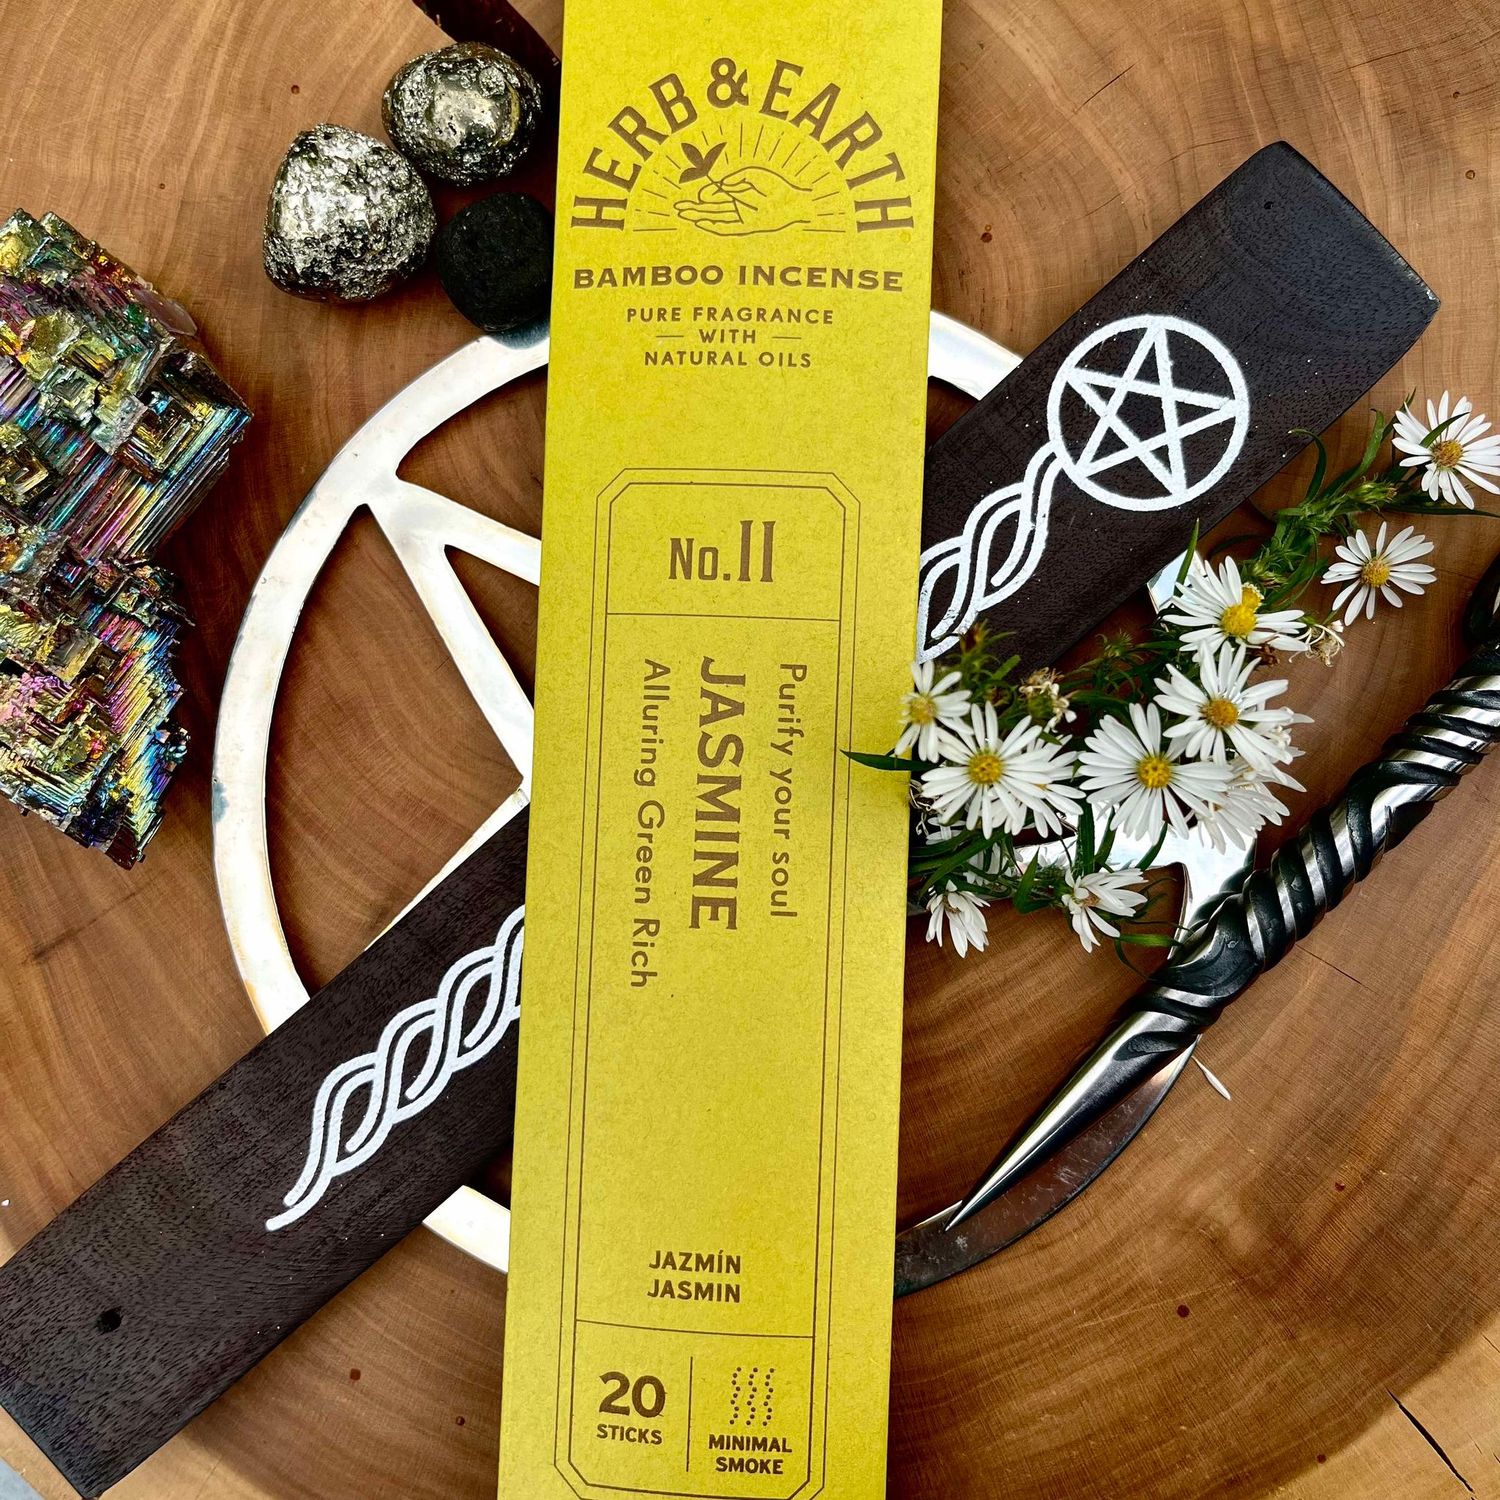 HERB & EARTH
BAMBOO INCENSE
PURE FRAGRANCE
WITH
NATURAL OILS
No.11
Purify your soul
JASMINE
Alluring Green Rich
JAZMÍN
JASMIN
20
STICKS
MINIMAL
SMOKE